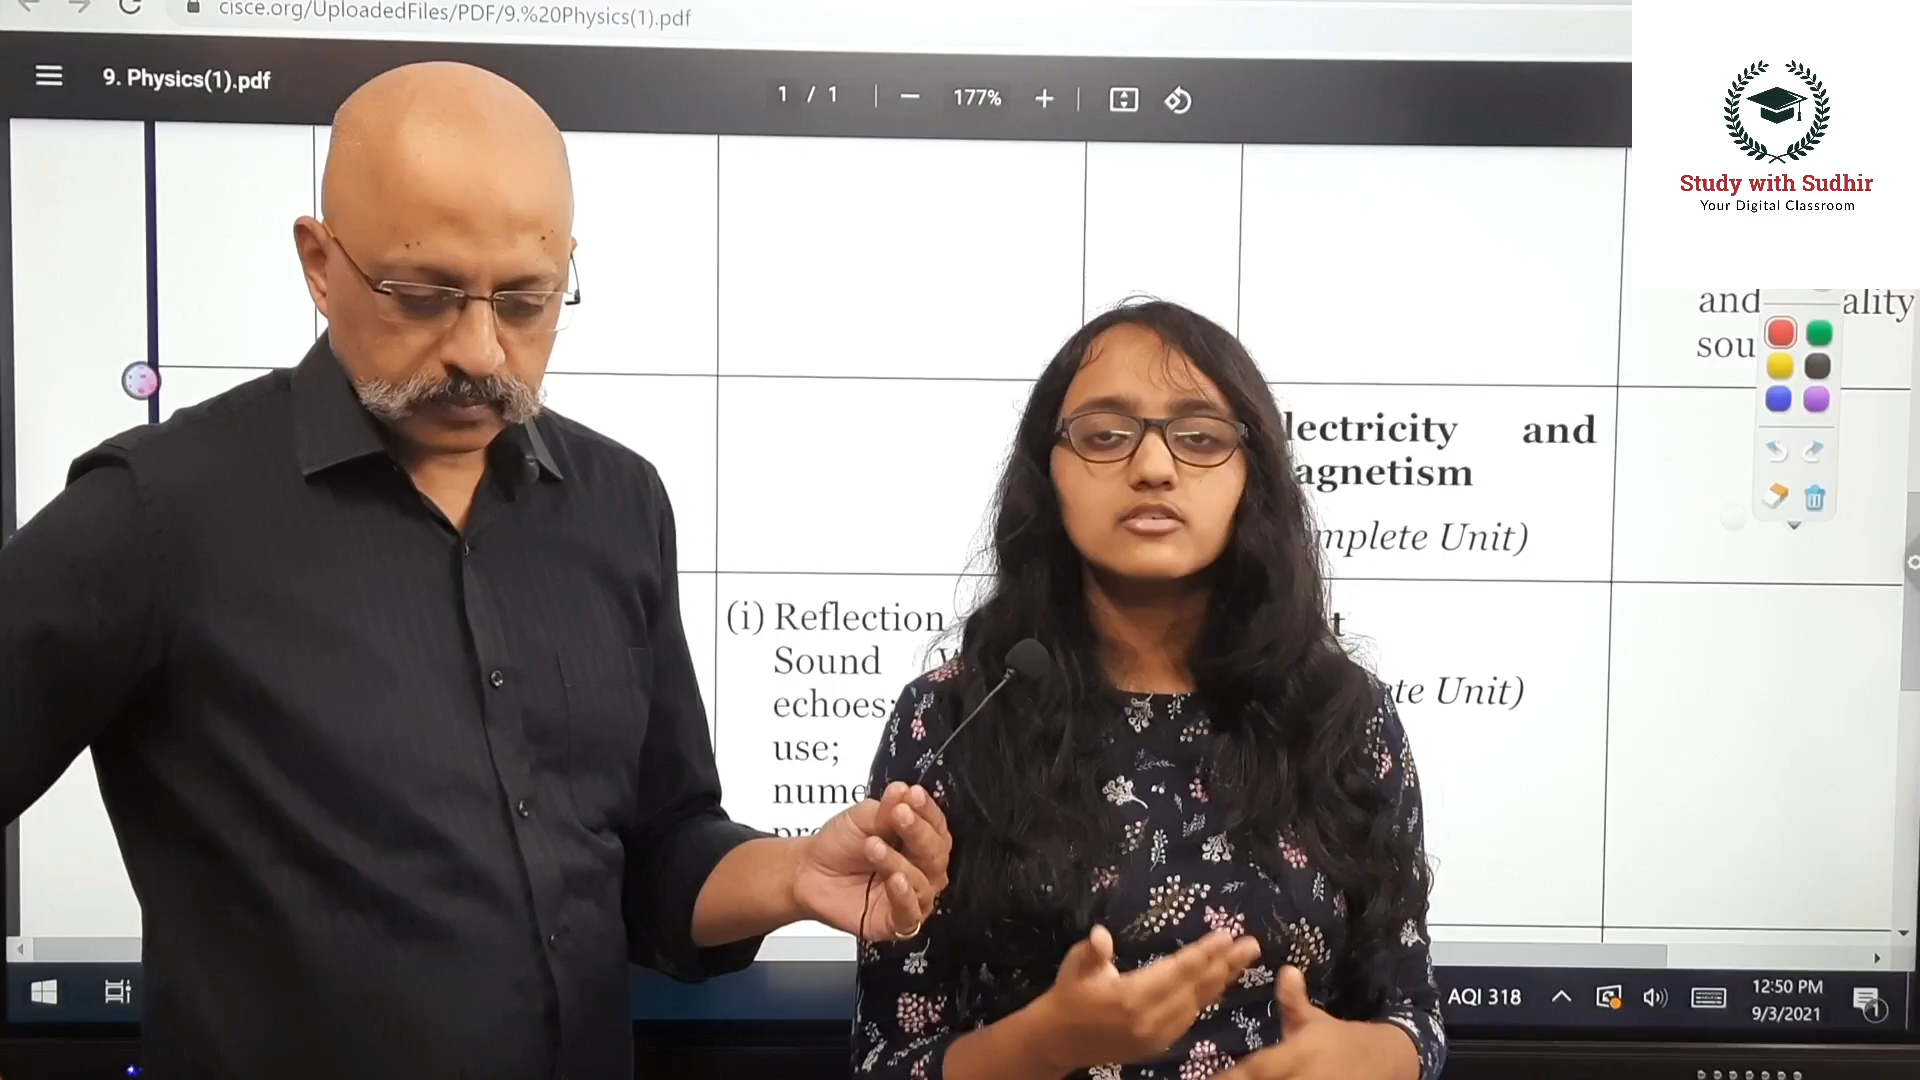 cisce.org/UploadedFiles/PDF/9.%20Physics(1).pdf
9. Physics(1).pdf
1 / 1
177%
Study with Sudhir
Your Digital Classroom
and
ality
sou
lectricity and
agnetism
mplete Unit)
(i) Reflection
Sound
echoes;
use;
nume
t
te Unit)
AQI 318
12:50 PM
9/3/2021
1